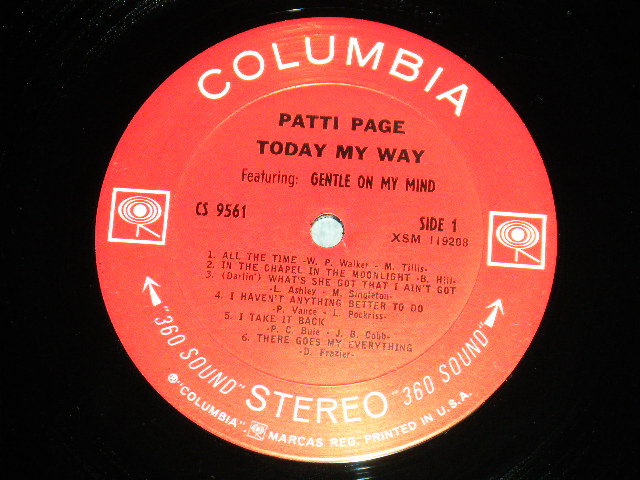 COLUMBIA
PATTI PAGE
TODAY MY WAY
Featuring: GENTLE ON MY MIND
CS 9561
SIDE 1
XSM 119208
1. ALL THE TIME -W. P. Walker - M. Tillis-
2. IN THE CHAPEL IN THE MOONLIGHT -B. Hill-
3. (Darlin') WHAT'S SHE GOT THAT I AIN'T GOT
-L. Ashley - M. Singleton-
4. I HAVEN'T ANYTHING BETTER TO DO
-P. Vance - L. Pockriss-
5. I TAKE IT BACK
-P. C. Buie - J. B. Cobb-
6. THERE GOES MY EVERYTHING
-D. Frazier-
"360 SOUND" STEREO "360 SOUND"
® "COLUMBIA", MARCAS REG. PRINTED IN U.S.A.